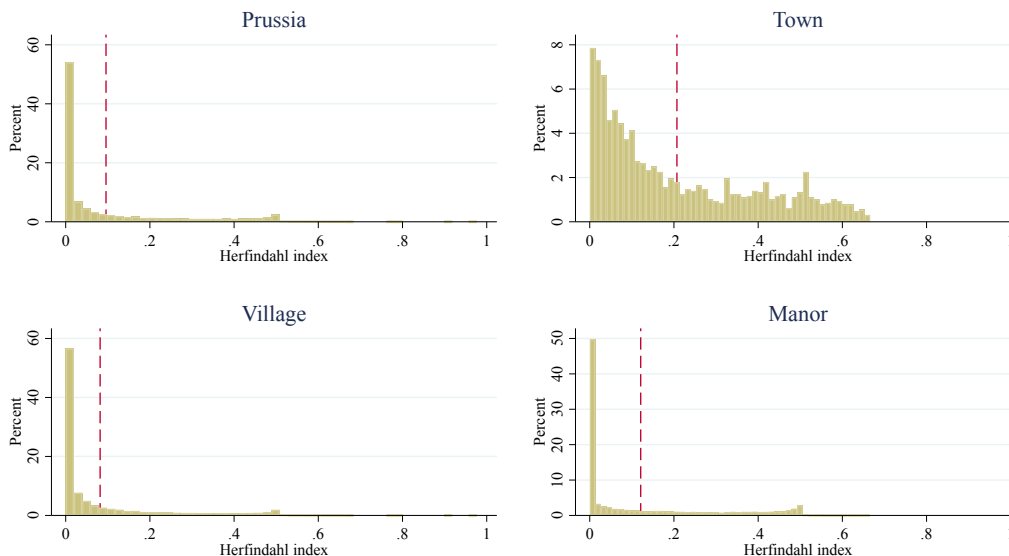 Prussia
Percent
60
40
20
0
0 .2 .4 .6 .8 1
Herfindahl index
Town
Percent
8
6
4
2
0
0 .2 .4 .6 .8 1
Herfindahl index
Village
Percent
60
40
20
0
0 .2 .4 .6 .8 1
Herfindahl index
Manor
Percent
50
40
30
20
10
0
0 .2 .4 .6 .8 1
Herfindahl index